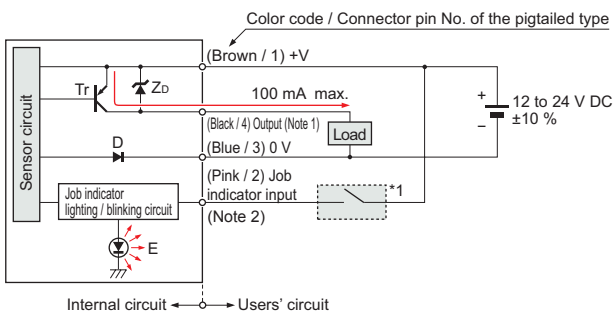 Color code / Connector pin No. of the pigtailed type
(Brown / 1) +V
Tr
ZD
100 mA max.
+
12 to 24 V DC
±10 %
−
(Black / 4) Output (Note 1)
Load
Sensor circuit
D
(Blue / 3) 0 V
(Pink / 2) Job
indicator input
(Note 2)
*1
Job indicator
lighting / blinking circuit
E
Internal circuit
Users' circuit